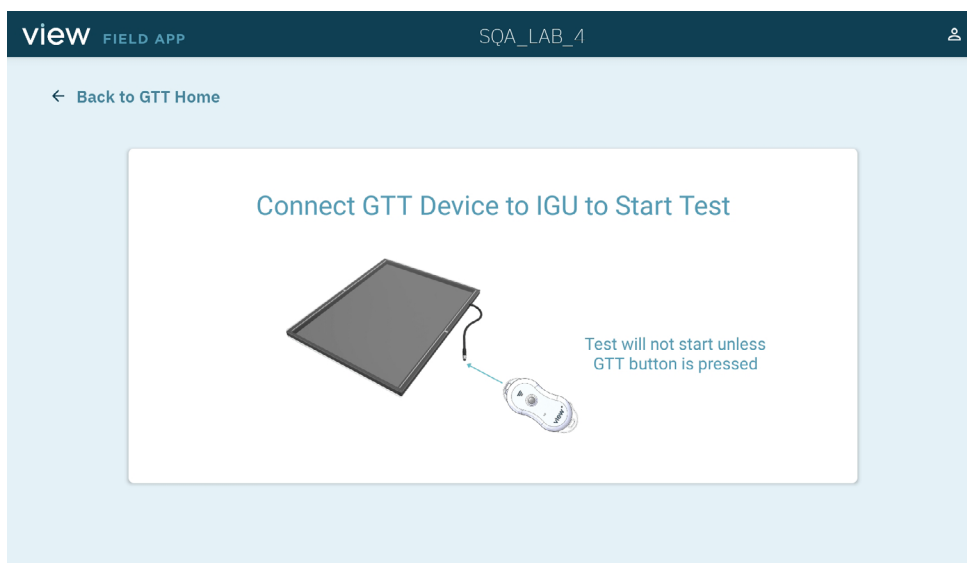 view FIELD APP
SQA_LAB_4
Back to GTT Home
Connect GTT Device to IGU to Start Test
Test will not start unless
GTT button is pressed
view